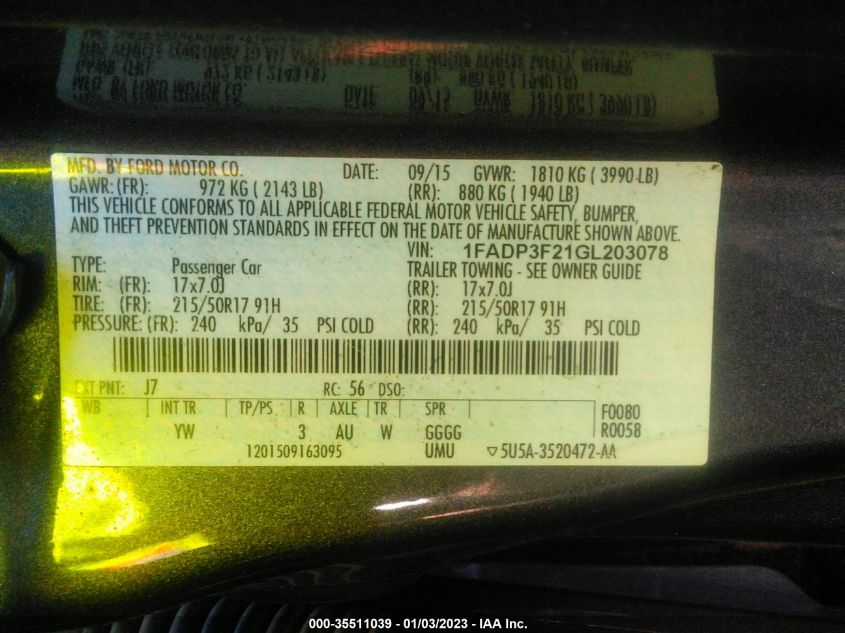 MFD. BY FORD MOTOR CO. DATE: 09/15 GVWR: 1810 KG ( 3990 LB)
GAWR: (FR): 972 KG ( 2143 LB) (RR): 880 KG ( 1940 LB)
THIS VEHICLE CONFORMS TO ALL APPLICABLE FEDERAL MOTOR VEHICLE SAFETY, BUMPER,
AND THEFT PREVENTION STANDARDS IN EFFECT ON THE DATE OF MANUFACTURE SHOWN ABOVE.
VIN: 1FADP3F21GL203078
TYPE: Passenger Car TRAILER TOWING - SEE OWNER GUIDE
RIM: (FR): 17x7.0J (RR): 17x7.0J
TIRE: (FR): 215/50R17 91H (RR): 215/50R17 91H
PRESSURE: (FR): 240 kPa/ 35 PSI COLD (RR): 240 kPa/ 35 PSI COLD
EXT PNT: J7 RC: 56 DSO:
WB INT TR TP/PS R AXLE TR SPR F0080
YW 3 AU W GGGG R0058
1201509163095 UMU ▽5U5A-3520472-AA
000-35511039 - 01/03/2023 - IAA Inc.